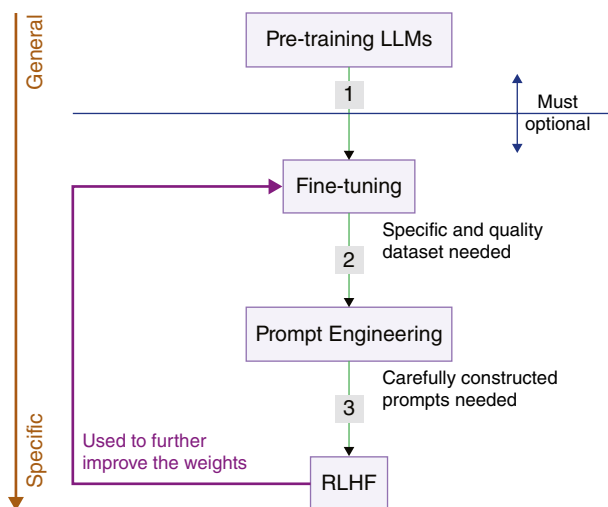 General
Pre-training LLMs
1
Must
optional
Fine-tuning
Specific and quality
dataset needed
2
Prompt Engineering
Carefully constructed
prompts needed
3
Used to further
improve the weights
RLHF
Specific